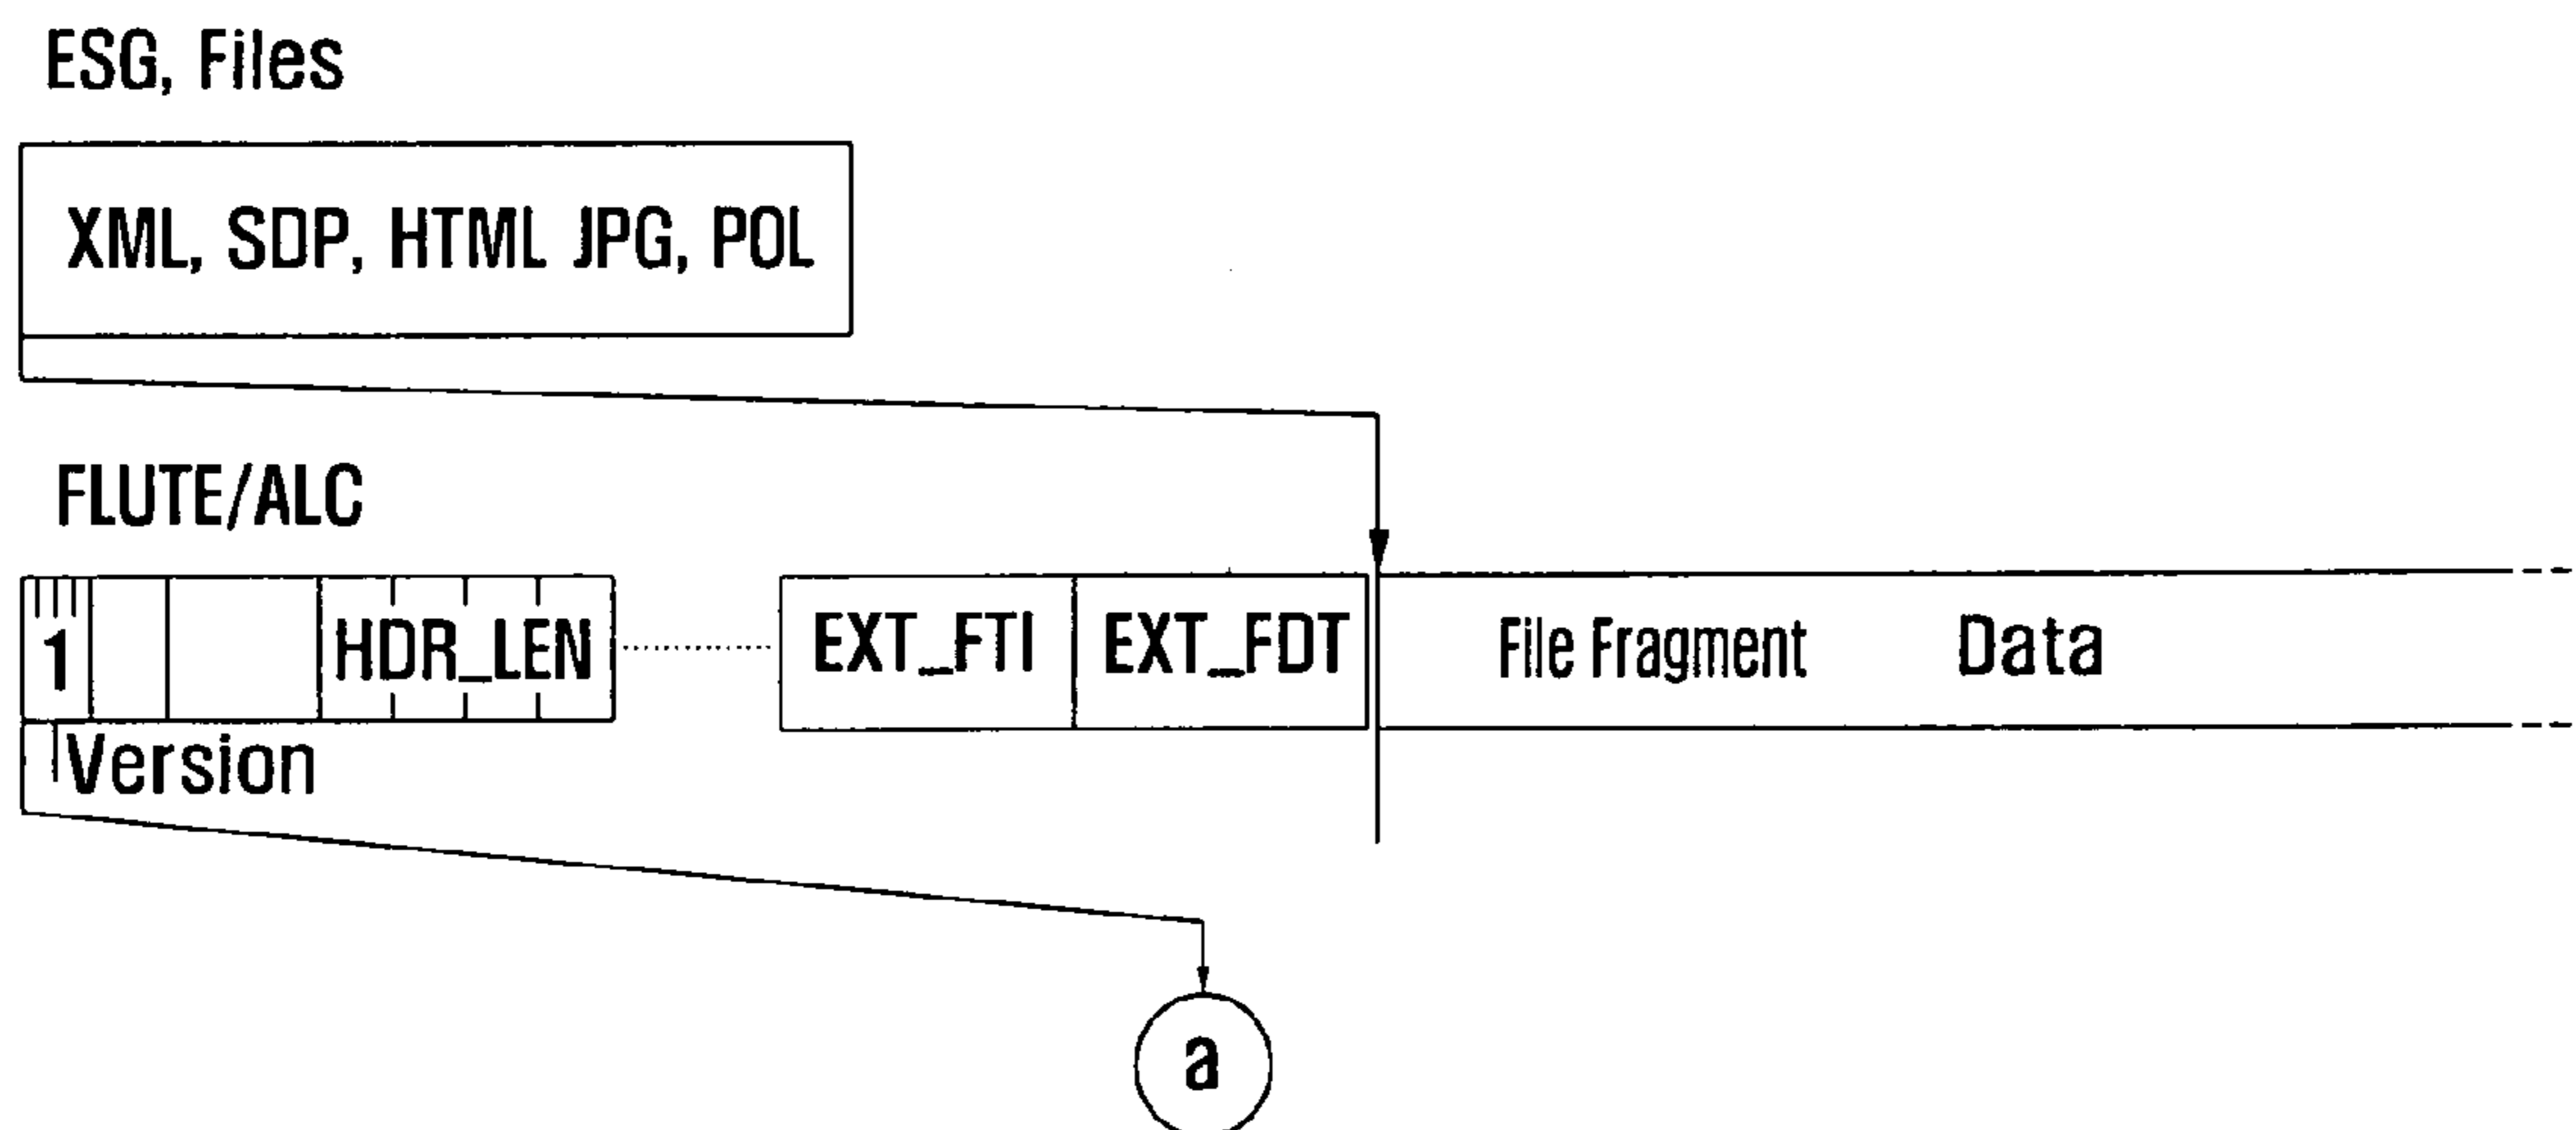 ESG, Files
XML, SDP, HTML JPG, POL
FLUTE/ALC
1 HDR_LEN EXT_FTI EXT_FDT File Fragment Data
Version
a